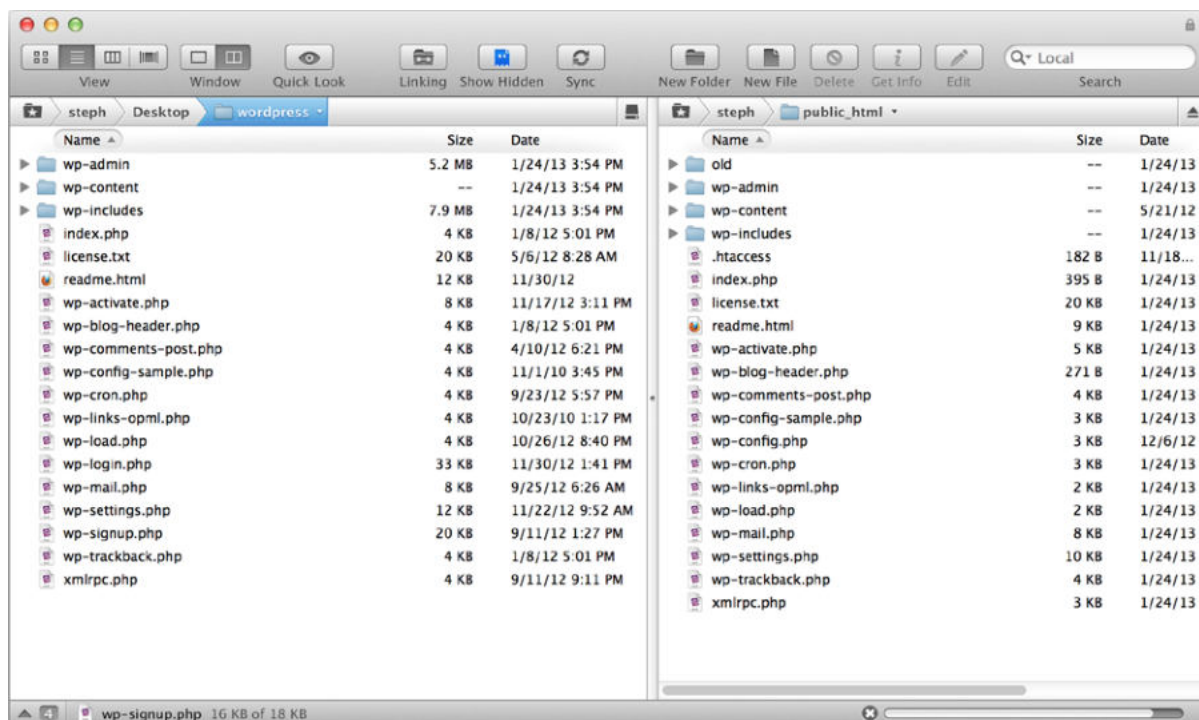 Local
View Window Quick Look Linking Show Hidden Sync New Folder New File Delete Get Info Edit Search
steph Desktop wordpress steph public_html
Name Size Date Name Size Date
wp-admin 5.2 MB 1/24/13 3:54 PM old -- 1/24/13
wp-content -- 1/24/13 3:54 PM wp-admin -- 1/24/13
wp-includes 7.9 MB 1/24/13 3:54 PM wp-content -- 5/21/12
index.php 4 KB 1/8/12 5:01 PM wp-includes -- 1/24/13
license.txt 20 KB 5/6/12 8:28 AM .htaccess 182 B 11/18...
readme.html 12 KB 11/30/12 index.php 395 B 1/24/13
wp-activate.php 8 KB 11/17/12 3:11 PM license.txt 20 KB 1/24/13
wp-blog-header.php 4 KB 1/8/12 5:01 PM readme.html 9 KB 1/24/13
wp-comments-post.php 4 KB 4/10/12 6:21 PM wp-activate.php 5 KB 1/24/13
wp-config-sample.php 4 KB 11/1/10 3:45 PM wp-blog-header.php 271 B 1/24/13
wp-cron.php 4 KB 9/23/12 5:57 PM wp-comments-post.php 4 KB 1/24/13
wp-links-opml.php 4 KB 10/23/10 1:17 PM wp-config-sample.php 3 KB 1/24/13
wp-load.php 4 KB 10/26/12 8:40 PM wp-config.php 3 KB 12/6/12
wp-login.php 33 KB 11/30/12 1:41 PM wp-cron.php 3 KB 1/24/13
wp-mail.php 8 KB 9/25/12 6:26 AM wp-links-opml.php 2 KB 1/24/13
wp-settings.php 12 KB 11/22/12 9:52 AM wp-load.php 2 KB 1/24/13
wp-signup.php 20 KB 9/11/12 1:27 PM wp-mail.php 8 KB 1/24/13
wp-trackback.php 4 KB 1/8/12 5:01 PM wp-settings.php 10 KB 1/24/13
xmlrpc.php 4 KB 9/11/12 9:11 PM wp-trackback.php 4 KB 1/24/13
xmlrpc.php 3 KB 1/24/13
4 wp-signup.php 16 KB of 18 KB